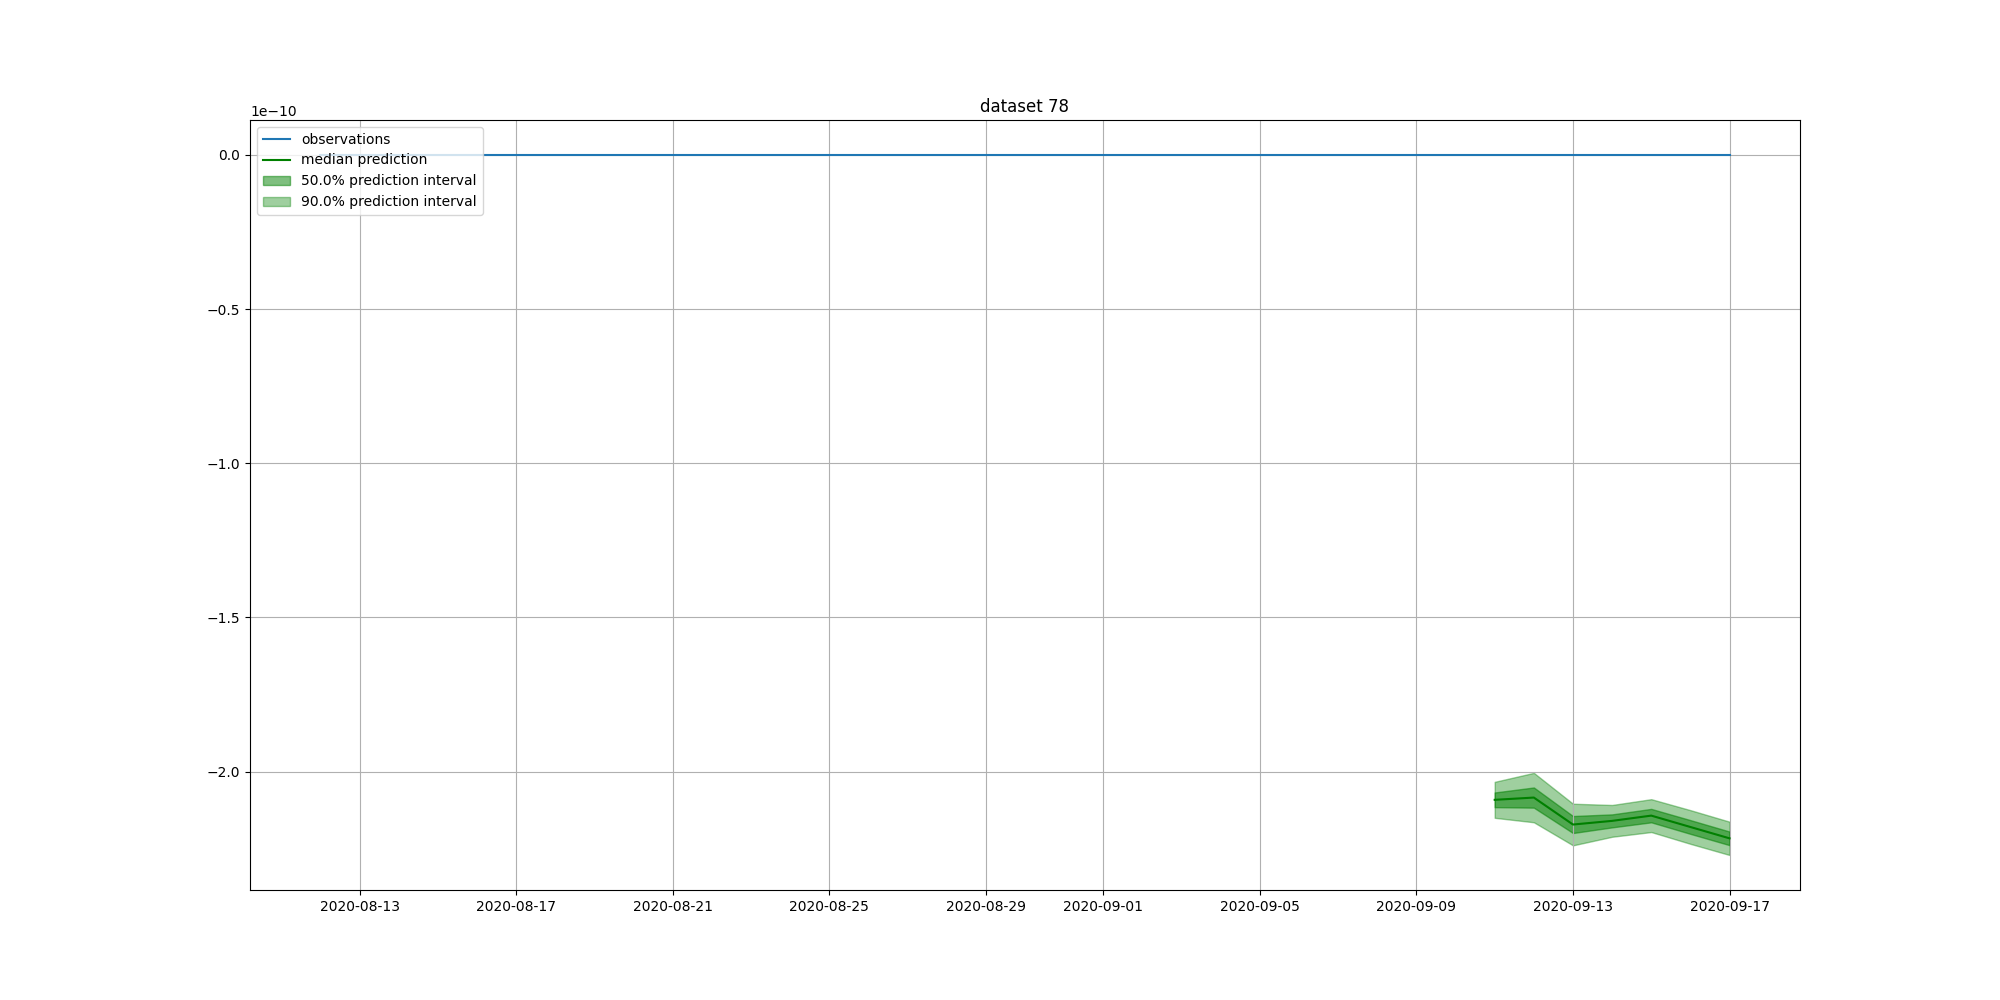 dataset 78
1e−10
observations
median prediction
50.0% prediction interval
90.0% prediction interval
0.0
−0.5
−1.0
−1.5
−2.0
2020-08-13 2020-08-17 2020-08-21 2020-08-25 2020-08-29 2020-09-01 2020-09-05 2020-09-09 2020-09-13 2020-09-17